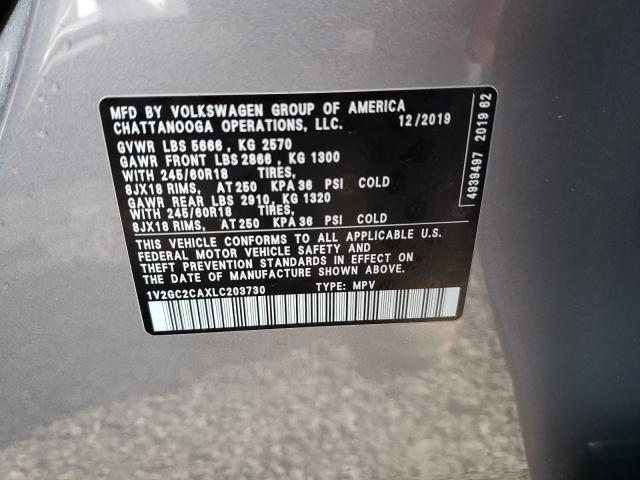 MFD BY VOLKSWAGEN GROUP OF AMERICA
CHATTANOOGA OPERATIONS, LLC. 12/2019
GVWR LBS 5666 , KG 2570
GAWR FRONT LBS 2866 , KG 1300
WITH 245/60R18 TIRES,
8JX18 RIMS, AT 250 KPA 36 PSI COLD
GAWR REAR LBS 2910, KG 1320
WITH 245/60R18 TIRES,
8JX18 RIMS, AT 250 KPA 36 PSI COLD
THIS VEHICLE CONFORMS TO ALL APPLICABLE U.S.
FEDERAL MOTOR VEHICLE SAFETY AND
THEFT PREVENTION STANDARDS IN EFFECT ON
THE DATE OF MANUFACTURE SHOWN ABOVE.
1V2GC2CAXLC203730 TYPE: MPV
4939497 2019 62